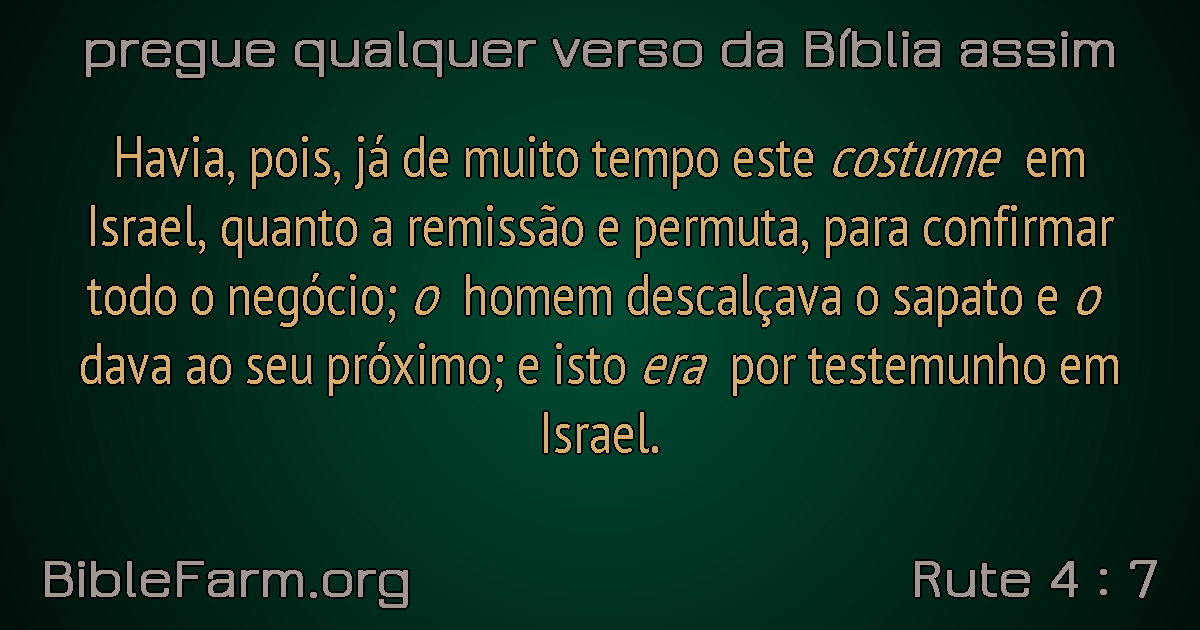 pregue qualquer verso da Bíblia assim
Havia, pois, já de muito tempo este costume em
Israel, quanto a remissão e permuta, para confirmar
todo o negócio; o homem descalçava o sapato e o
dava ao seu próximo; e isto era por testemunho em
Israel.
BibleFarm.org
Rute 4 : 7